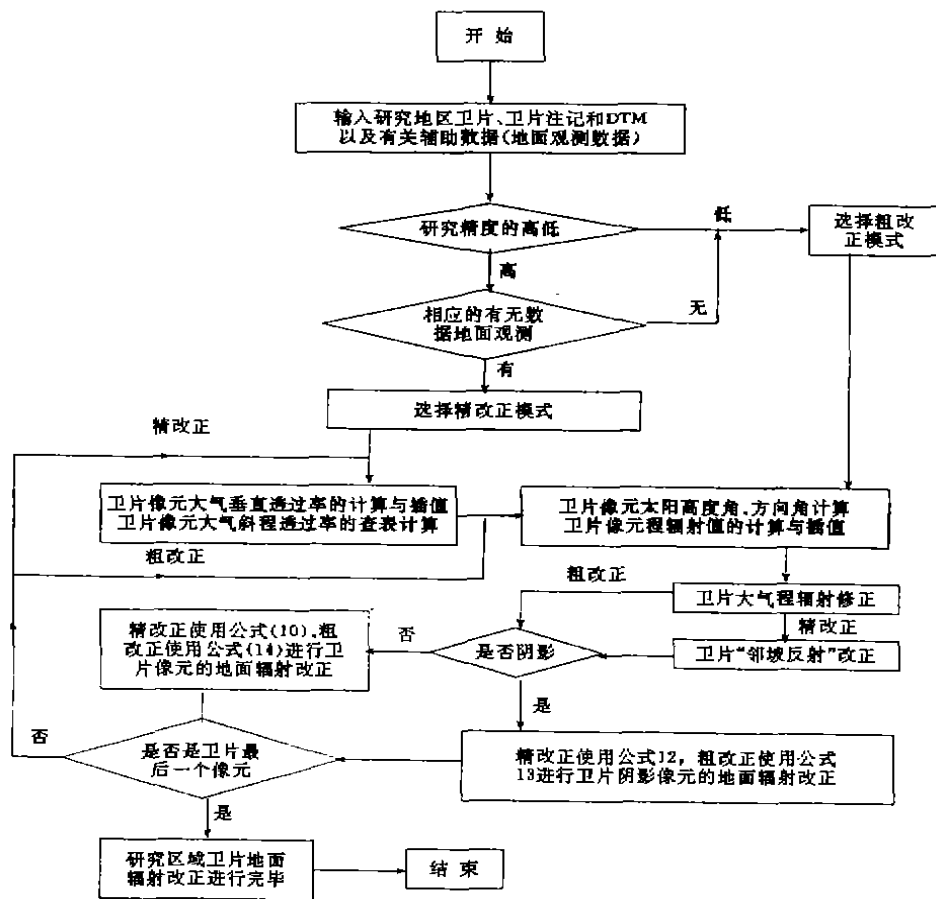 开 始
输入研究地区卫片、卫片注记和DTM
以及有关辅助数据(地面观测数据)
研究精度的高低
低
选择粗改
正模式
高
相应的有无数
据地面观测
无
有
选择精改正模式
精改正
卫片像元大气垂直透过率的计算与插值
卫片像元大气斜程透过率的查表计算
卫片像元太阳高度角、方向角计算
卫片像元程辐射值的计算与插值
粗改正
粗改正
卫片大气程辐射修正
精改正
精改正使用公式(10)、粗
改正使用公式(14)进行卫
片像元的地面辐射改正
否
是否阴影
卫片“邻坡反射”改正
是
否
是否是卫片最
后一个像元
精改正使用公式12，粗改正使用公式
13进行卫片阴影像元的地面辐射改正
是
研究区域卫片地面
辐射改正进行完毕
结 束